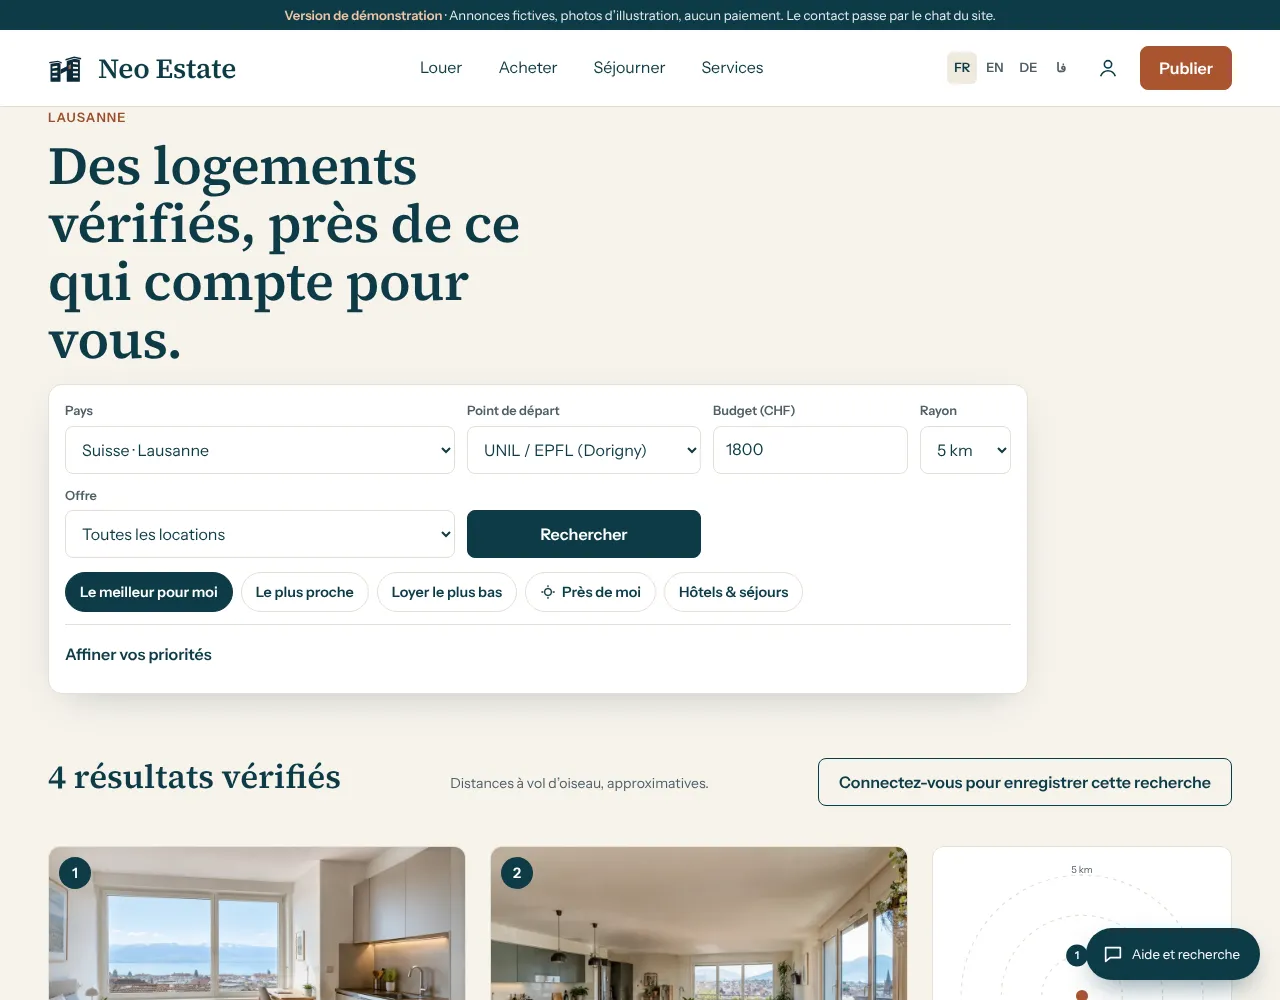 Version de démonstration · Annonces fictives, photos d'illustration, aucun paiement. Le contact passe par le chat du site.
Neo Estate
Louer
Acheter
Séjourner
Services
FR
EN
DE
فا
Publier
LAUSANNE
Des logements
vérifiés, près de ce
qui compte pour
vous.
Pays
Point de départ
Budget (CHF)
Rayon
Suisse · Lausanne
UNIL / EPFL (Dorigny)
1800
5 km
Offre
Toutes les locations
Rechercher
Le meilleur pour moi
Le plus proche
Loyer le plus bas
Près de moi
Hôtels & séjours
Affiner vos priorités
4 résultats vérifiés
Distances à vol d'oiseau, approximatives.
Connectez-vous pour enregistrer cette recherche
1
2
5 km
1
Aide et recherche